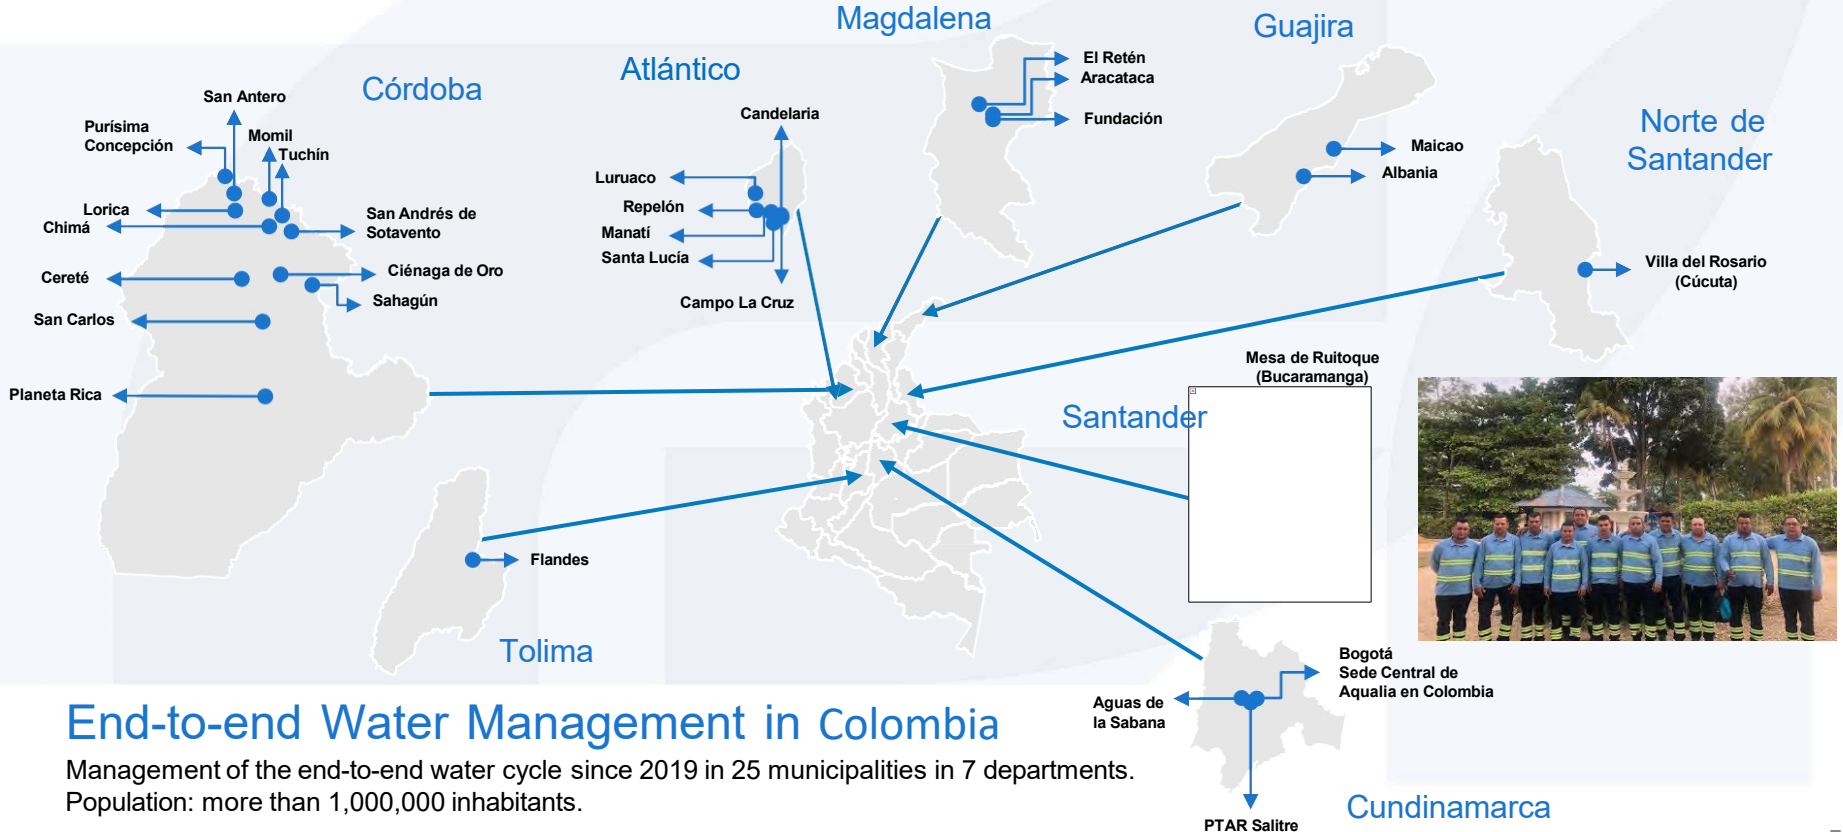 Magdalena
Guajira
Atlántico
Córdoba
Norte de
Santander
San Antero
Purísima
Concepción
Momil
Tuchín
Lorica
Chimá
San Andrés de
Sotavento
Cereté
Ciénaga de Oro
Sahagún
San Carlos
Planeta Rica
Candelaria
Luruaco
Repelón
Manatí
Santa Lucía
Campo La Cruz
El Retén
Aracataca
Fundación
Maicao
Albania
Villa del Rosario
(Cúcuta)
Mesa de Ruitoque
(Bucaramanga)
Santander
Flandes
Tolima
Bogotá
Sede Central de
Aqualia en Colombia
Aguas de
la Sabana
PTAR Salitre
Cundinamarca
End-to-end Water Management in Colombia
Management of the end-to-end water cycle since 2019 in 25 municipalities in 7 departments.
Population: more than 1,000,000 inhabitants.